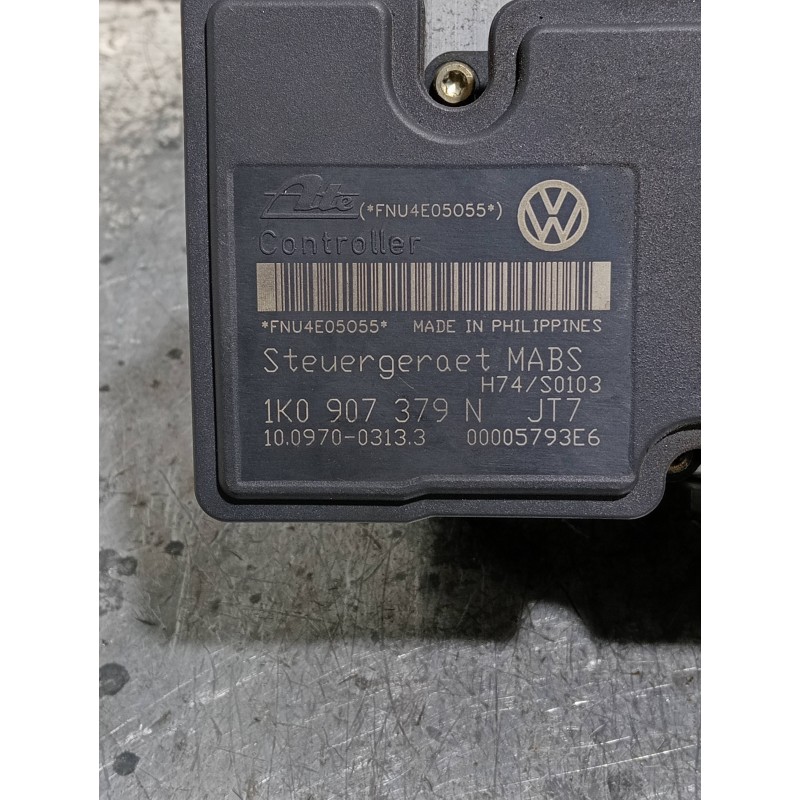 Ate (*FNU4E05055*)
Controller
*FNU4E05055* MADE IN PHILIPPINES
Steuergeraet MABS
H74/S0103
1K0 907 379 N JT7
10.0970-0313.3 00005793E6